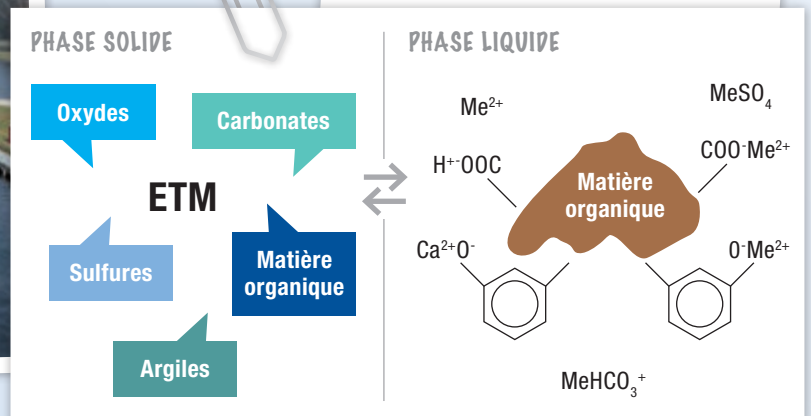 PHASE SOLIDE
Oxydes
Carbonates
ETM
Sulfures
Matière
organique
Argiles
PHASE LIQUIDE
Me²⁺
MeSO₄
H⁺⁻OOC
COO⁻Me²⁺
Matière
organique
Ca²⁺O⁻
O⁻Me²⁺
MeHCO₃⁺